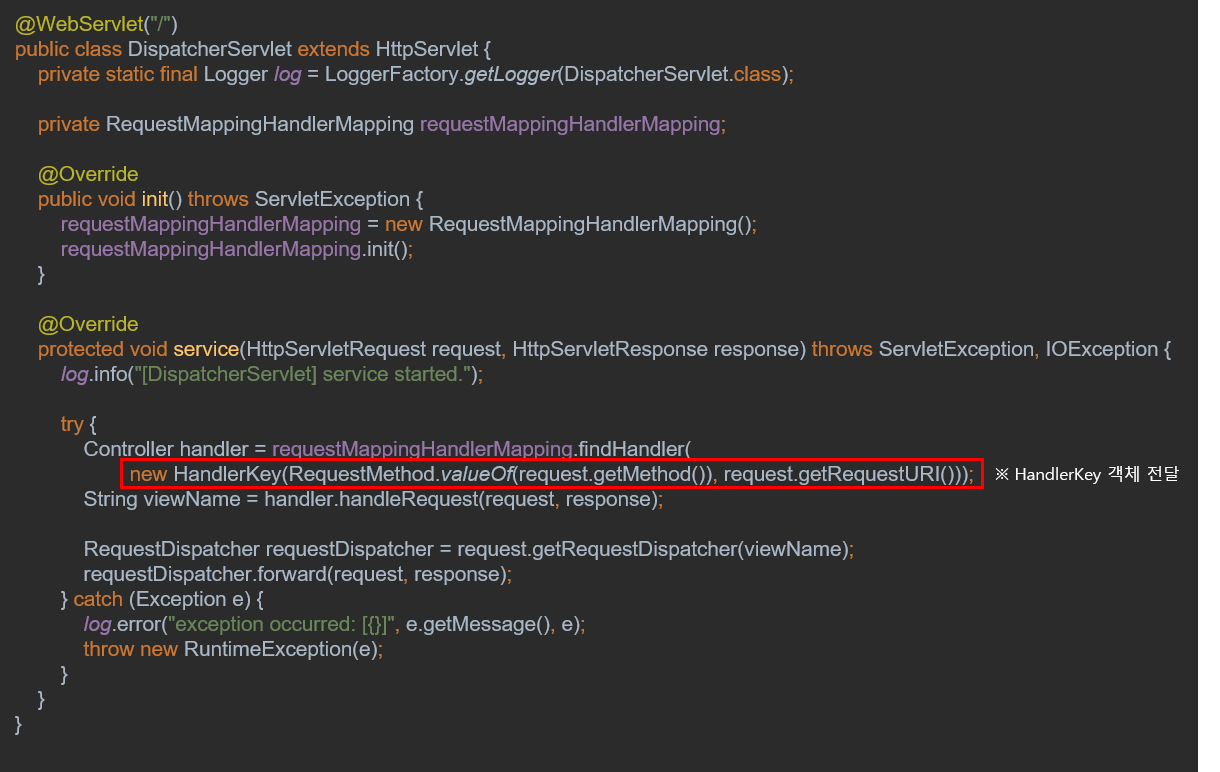 @WebServlet("/")
public class DispatcherServlet extends HttpServlet {
private static final Logger log = LoggerFactory.getLogger(DispatcherServlet.class);
private RequestMappingHandlerMapping requestMappingHandlerMapping;
@Override
public void init() throws ServletException {
requestMappingHandlerMapping = new RequestMappingHandlerMapping();
requestMappingHandlerMapping.init();
}
@Override
protected void service(HttpServletRequest request, HttpServletResponse response) throws ServletException, IOException {
log.info("[DispatcherServlet] service started.");
try {
Controller handler = requestMappingHandlerMapping.findHandler(
new HandlerKey(RequestMethod.valueOf(request.getMethod()), request.getRequestURI())); ※ HandlerKey 객체 전달
String viewName = handler.handleRequest(request, response);
RequestDispatcher requestDispatcher = request.getRequestDispatcher(viewName);
requestDispatcher.forward(request, response);
} catch (Exception e) {
log.error("exception occurred: [{}]", e.getMessage(), e);
throw new RuntimeException(e);
}
}
}